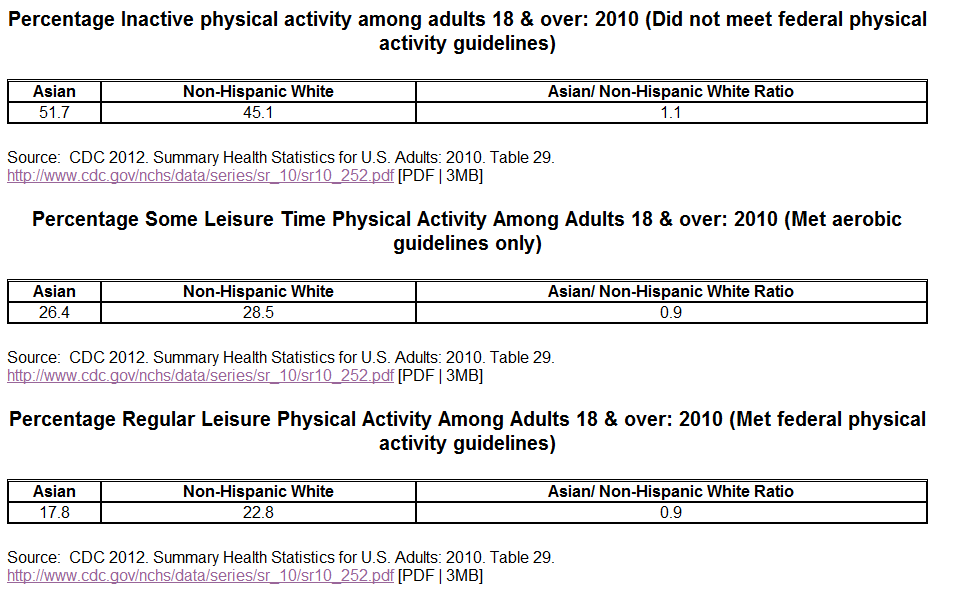 Percentage Inactive physical activity among adults 18 & over: 2010 (Did not meet federal physical
activity guidelines)
Asian Non-Hispanic White Asian/ Non-Hispanic White Ratio
51.7 45.1 1.1
Source:  CDC 2012. Summary Health Statistics for U.S. Adults: 2010. Table 29.
http://www.cdc.gov/nchs/data/series/sr_10/sr10_252.pdf [PDF | 3MB]
Percentage Some Leisure Time Physical Activity Among Adults 18 & over: 2010 (Met aerobic
guidelines only)
Asian Non-Hispanic White Asian/ Non-Hispanic White Ratio
26.4 28.5 0.9
Source:  CDC 2012. Summary Health Statistics for U.S. Adults: 2010. Table 29.
http://www.cdc.gov/nchs/data/series/sr_10/sr10_252.pdf [PDF | 3MB]
Percentage Regular Leisure Physical Activity Among Adults 18 & over: 2010 (Met federal physical
activity guidelines)
Asian Non-Hispanic White Asian/ Non-Hispanic White Ratio
17.8 22.8 0.9
Source:  CDC 2012. Summary Health Statistics for U.S. Adults: 2010. Table 29.
http://www.cdc.gov/nchs/data/series/sr_10/sr10_252.pdf [PDF | 3MB]